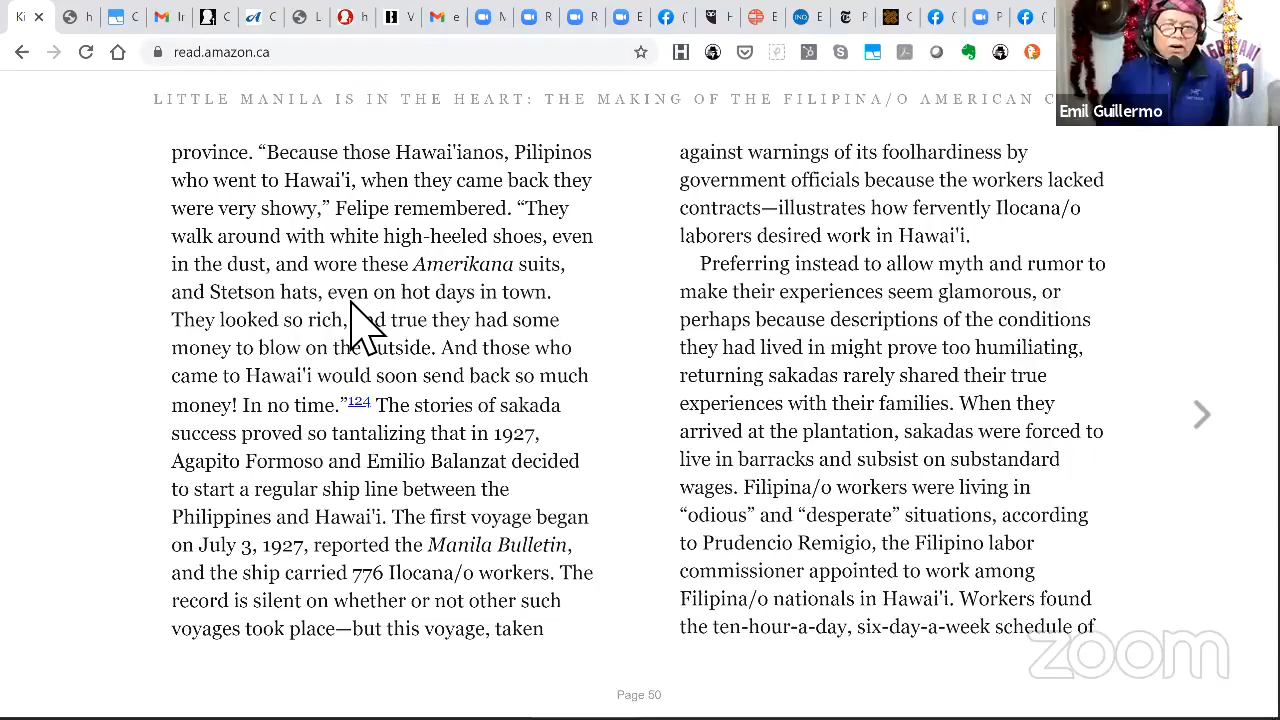 Ki
C
In
C
C
L
h
V
e
M
R
R
E
(
P
E
INQ
E
P
C
(
P
(
read.amazon.ca
Emil Guillermo
LITTLE MANILA IS IN THE HEART: THE MAKING OF THE FILIPINA/O AMERICAN C
province. “Because those Hawai'ianos, Pilipinos
who went to Hawai'i, when they came back they
were very showy,” Felipe remembered. “They
walk around with white high-heeled shoes, even
in the dust, and wore these Amerikana suits,
and Stetson hats, even on hot days in town.
They looked so rich, and true they had some
money to blow on the outside. And those who
came to Hawai'i would soon send back so much
money! In no time.”124 The stories of sakada
success proved so tantalizing that in 1927,
Agapito Formoso and Emilio Balanzat decided
to start a regular ship line between the
Philippines and Hawai'i. The first voyage began
on July 3, 1927, reported the Manila Bulletin,
and the ship carried 776 Ilocana/o workers. The
record is silent on whether or not other such
voyages took place—but this voyage, taken
against warnings of its foolhardiness by
government officials because the workers lacked
contracts—illustrates how fervently Ilocana/o
laborers desired work in Hawai'i.
Preferring instead to allow myth and rumor to
make their experiences seem glamorous, or
perhaps because descriptions of the conditions
they had lived in might prove too humiliating,
returning sakadas rarely shared their true
experiences with their families. When they
arrived at the plantation, sakadas were forced to
live in barracks and subsist on substandard
wages. Filipina/o workers were living in
“odious” and “desperate” situations, according
to Prudencio Remigio, the Filipino labor
commissioner appointed to work among
Filipina/o nationals in Hawai'i. Workers found
the ten-hour-a-day, six-day-a-week schedule of
zoom
Page 50